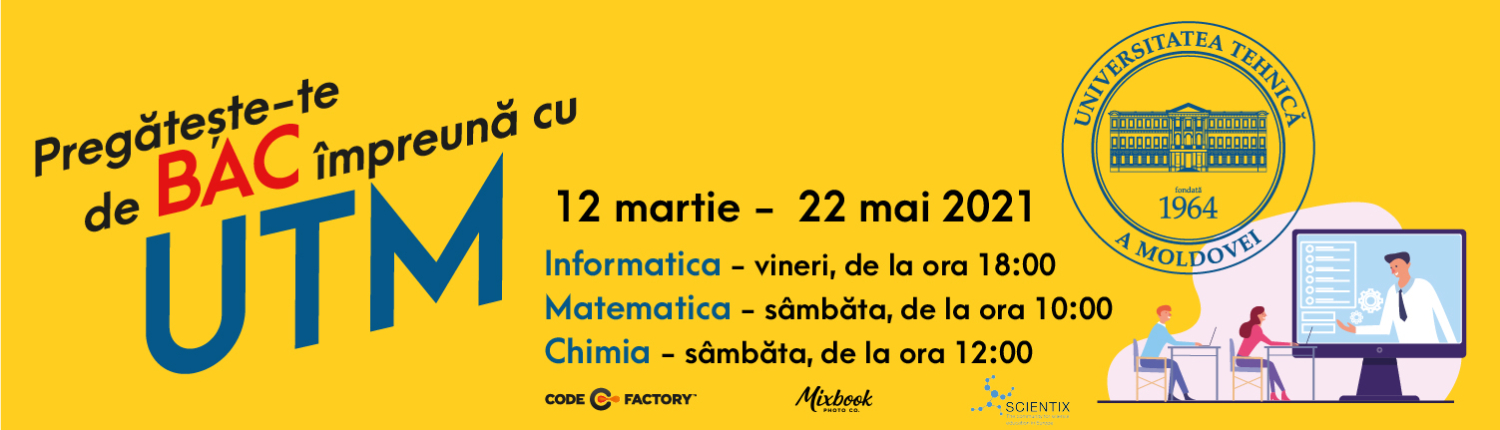 Pregătește-te
de BAC împreună cu
UTM
12 martie - 22 mai 2021
Informatica - vineri, de la ora 18:00
Matematica - sâmbăta, de la ora 10:00
Chimia - sâmbăta, de la ora 12:00
CODE FACTORY
Mixbook
PHOTO CO.
SCIENTIX
UNIVERSITATEA TEHNICĂ
fondată
1964
A MOLDOVEI